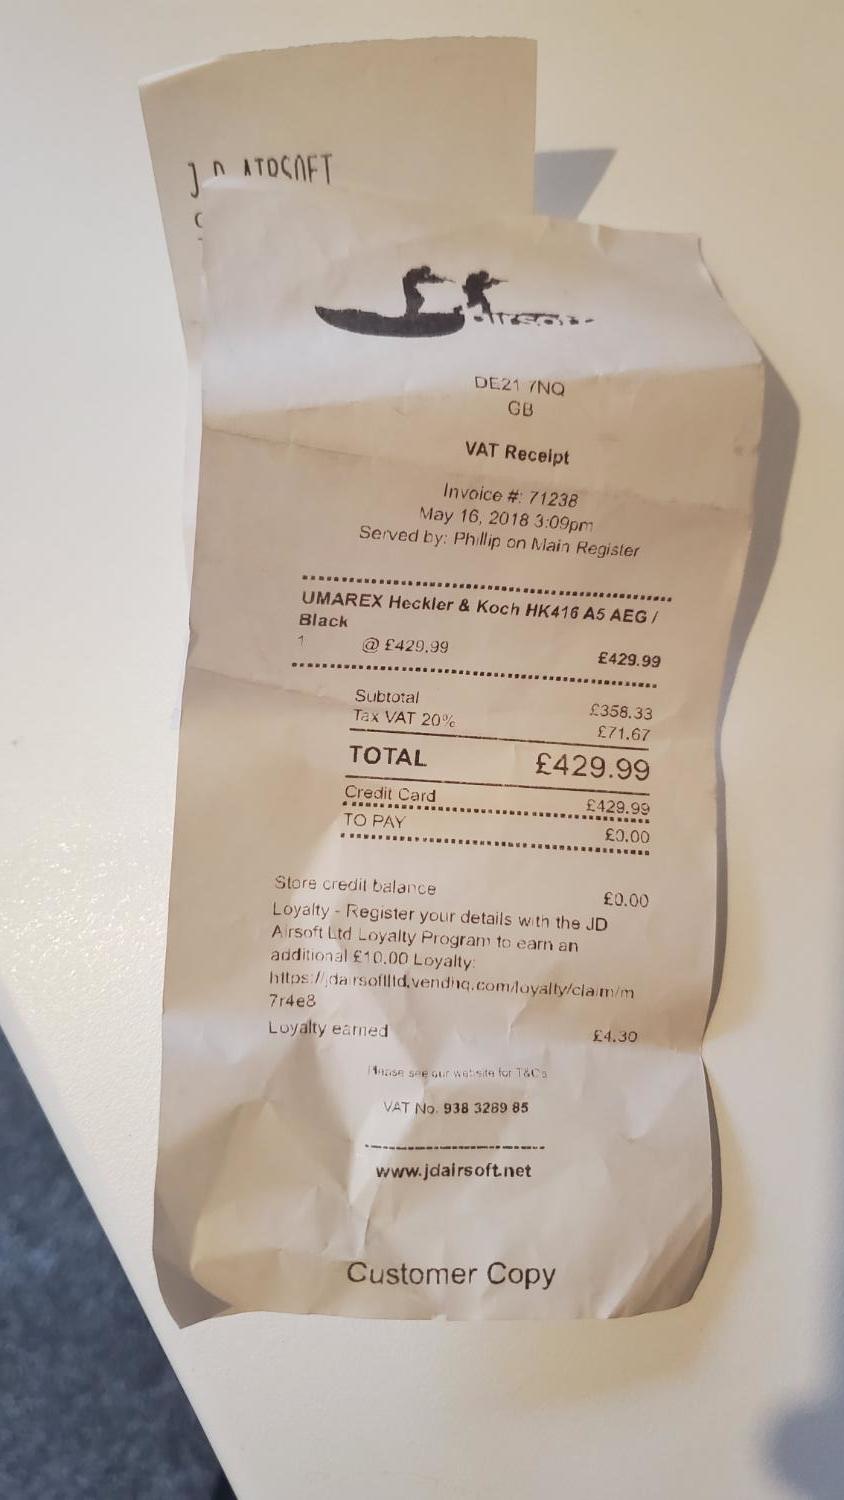 J D AIRSOFT
airsoft
DE21 7NQ
GB
VAT Receipt
Invoice #: 71238
May 16, 2018 3:09pm
Served by: Phillip on Main Register
UMAREX Heckler & Koch HK416 A5 AEG /
Black
1 @ £429.99 £429.99
Subtotal £358.33
Tax VAT 20% £71.67
TOTAL £429.99
Credit Card £429.99
TO PAY £0.00
Store credit balance £0.00
Loyalty - Register your details with the JD
Airsoft Ltd Loyalty Program to earn an
additional £10.00 Loyalty:
https://jdairsoftltd.vendhq.com/loyalty/claim/m
7r4e8
Loyalty earned £4.30
Please see our website for T&Cs
VAT No. 938 3289 85
www.jdairsoft.net
Customer Copy